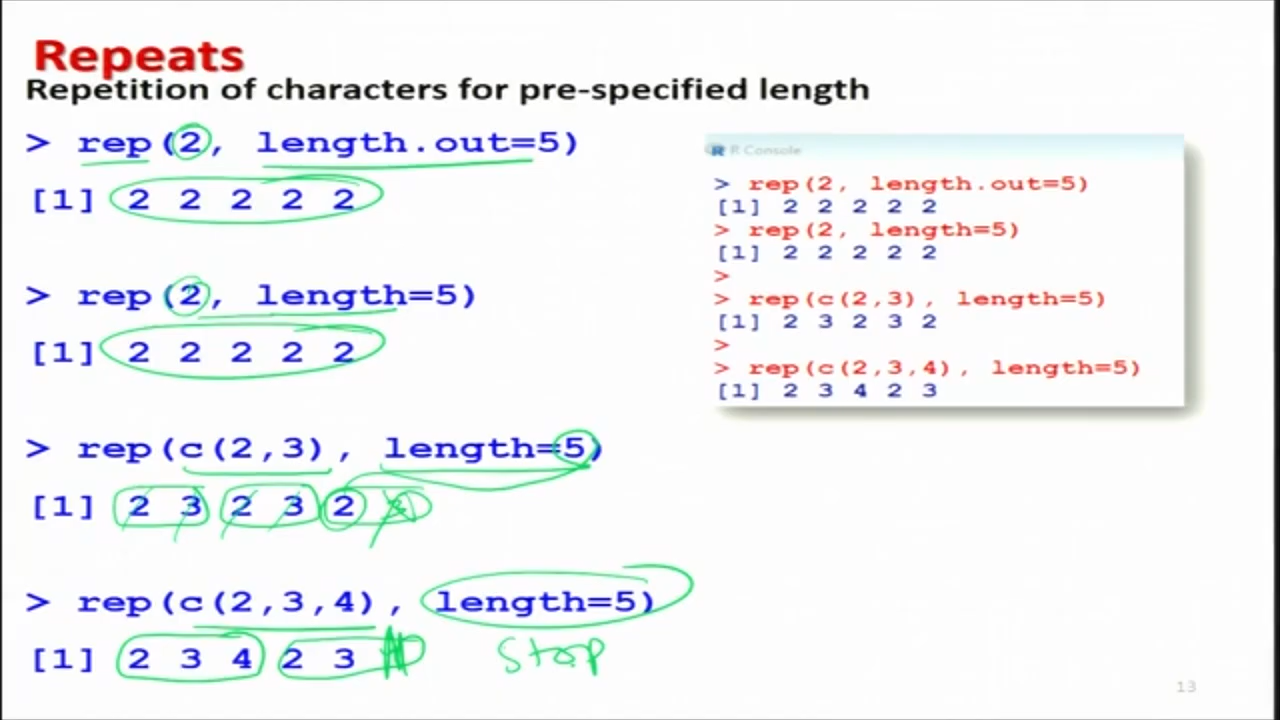 Repeats
Repetition of characters for pre-specified length
> rep(2, length.out=5)
[1] 2 2 2 2 2
> rep(2, length=5)
[1] 2 2 2 2 2
> rep(c(2,3), length=5)
[1] 2 3 2 3 2
> rep(c(2,3,4), length=5)
[1] 2 3 4 2 3
Stop
R R Console
> rep(2, length.out=5)
[1] 2 2 2 2 2
> rep(2, length=5)
[1] 2 2 2 2 2
>
> rep(c(2,3), length=5)
[1] 2 3 2 3 2
>
> rep(c(2,3,4), length=5)
[1] 2 3 4 2 3
13